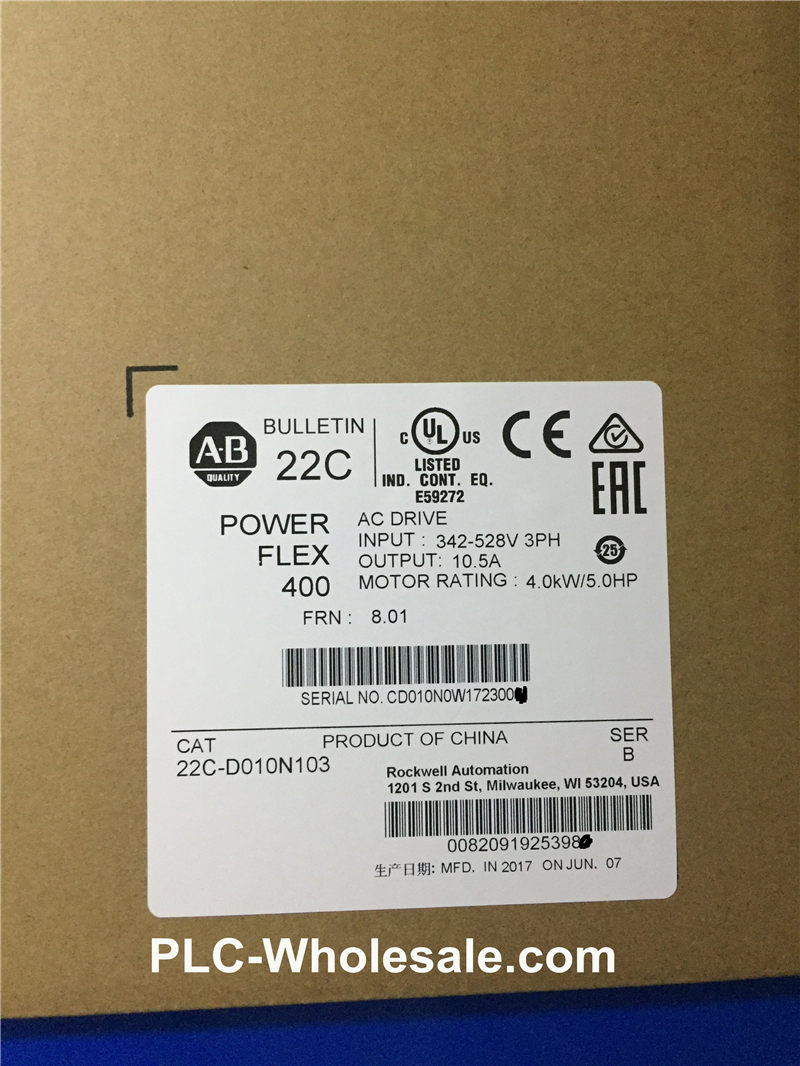 A-B
QUALITY
BULLETIN
22C
C UL US
LISTED
IND. CONT. EQ.
E59272
CE
EAC
25
POWER
FLEX
400
AC DRIVE
INPUT : 342-528V 3PH
OUTPUT: 10.5A
MOTOR RATING : 4.0kW/5.0HP
FRN : 8.01
SERIAL NO. CD010N0W172300
CAT
22C-D010N103
PRODUCT OF CHINA
SER
B
Rockwell Automation
1201 S 2nd St, Milwaukee, WI 53204, USA
0082091925398
生产日期: MFD. IN 2017 ON JUN. 07
PLC-Wholesale.com